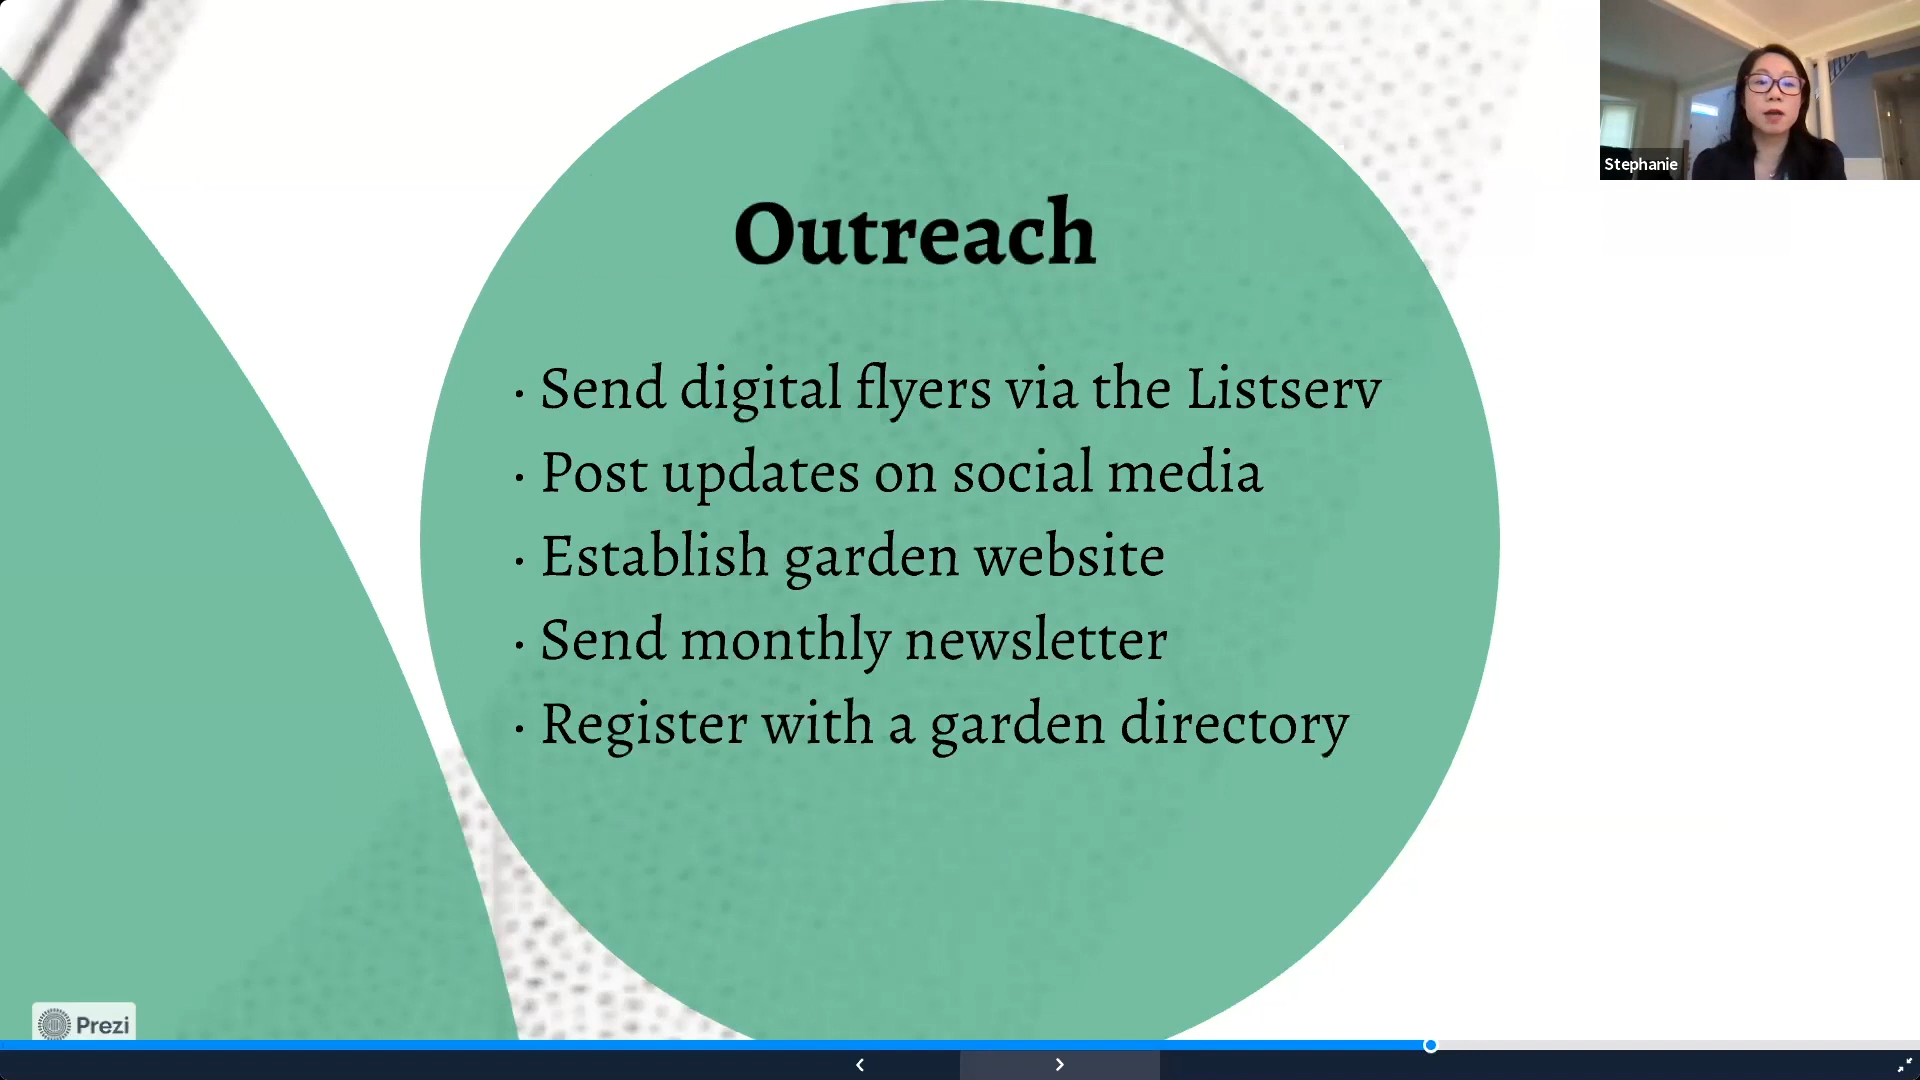 Outreach
· Send digital flyers via the Listserv
· Post updates on social media
· Establish garden website
· Send monthly newsletter
· Register with a garden directory
Stephanie
Prezi